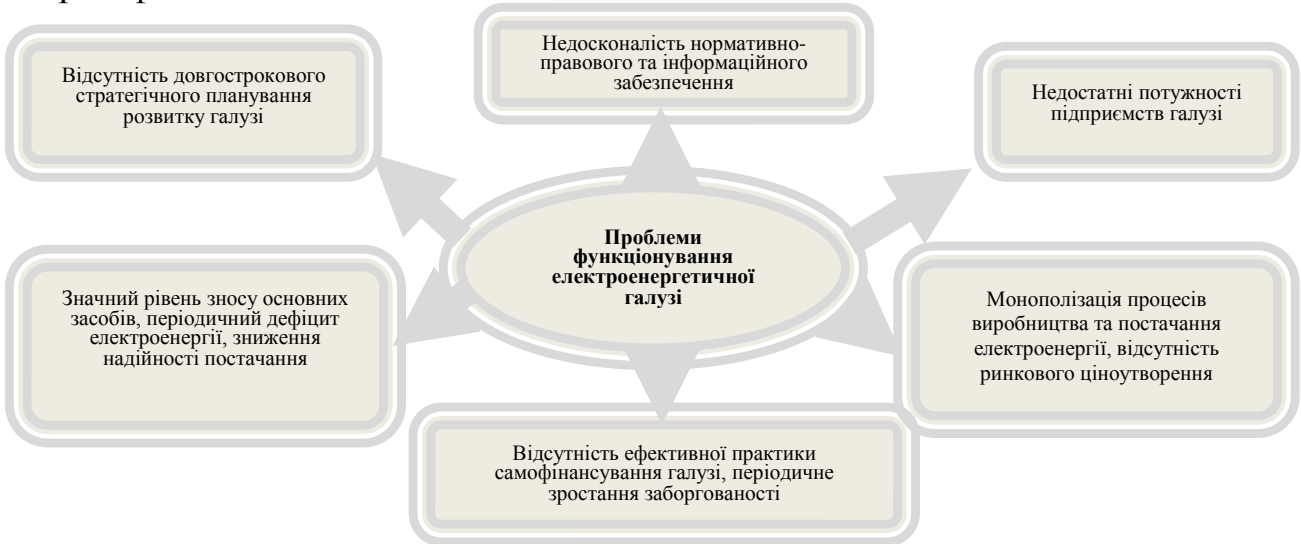 Недосконалість нормативно-
правового та інформаційного
забезпечення
Відсутність довгострокового
стратегічного планування
розвитку галузі
Недостатні потужності
підприємств галузі
Проблеми
функціонування
електроенергетичної
галузі
Значний рівень зносу основних
засобів, періодичний дефіцит
електроенергії, зниження
надійності постачання
Монополізація процесів
виробництва та постачання
електроенергії, відсутність
ринкового ціноутворення
Відсутність ефективної практики
самофінансування галузі, періодичне
зростання заборгованості